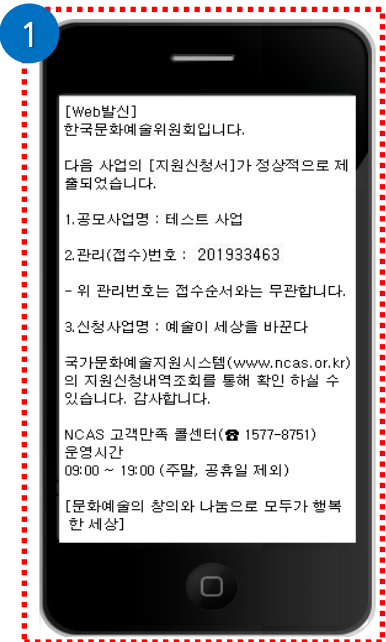 1
[Web발신]
한국문화예술위원회입니다.
다음 사업의 [지원신청서]가 정상적으로 제
출되었습니다.
1.공모사업명 : 테스트 사업
2.관리(접수)번호 : 201933463
- 위 관리번호는 접수순서와는 무관합니다.
3.신청사업명 : 예술이 세상을 바꾼다
국가문화예술지원시스템(www.ncas.or.kr)
의 지원신청내역조회를 통해 확인 하실 수
있습니다. 감사합니다.
NCAS 고객만족 콜센터(☎ 1577-8751)
운영시간
09:00 ~ 19:00 (주말, 공휴일 제외)
[문화예술의 창의와 나눔으로 모두가 행복
한 세상]